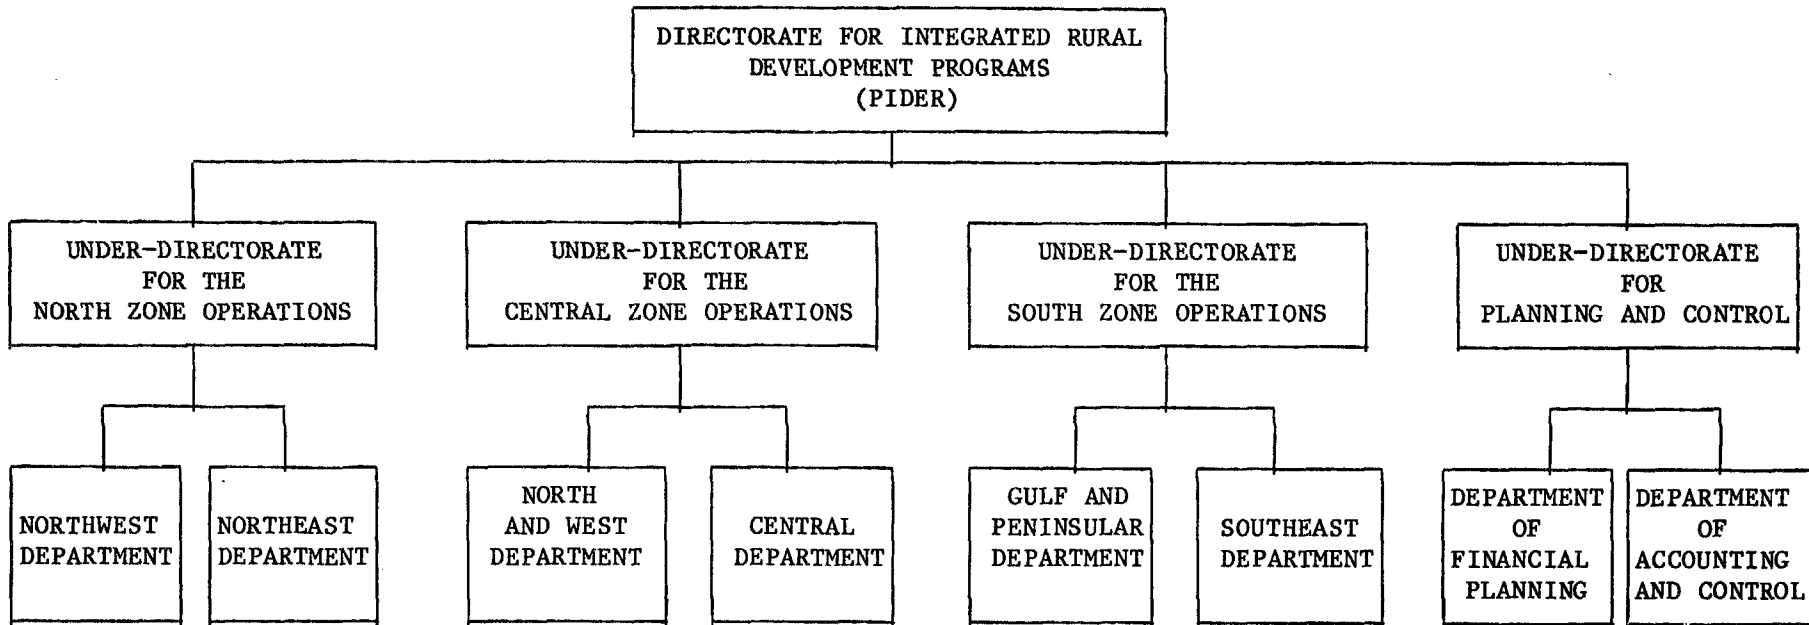 DIRECTORATE FOR INTEGRATED RURAL
DEVELOPMENT PROGRAMS
(PIDER)
UNDER-DIRECTORATE
FOR THE
NORTH ZONE OPERATIONS
UNDER-DIRECTORATE
FOR THE
CENTRAL ZONE OPERATIONS
UNDER-DIRECTORATE
FOR THE
SOUTH ZONE OPERATIONS
UNDER-DIRECTORATE
FOR
PLANNING AND CONTROL
NORTHWEST
DEPARTMENT
NORTHEAST
DEPARTMENT
NORTH
AND WEST
DEPARTMENT
CENTRAL
DEPARTMENT
GULF AND
PENINSULAR
DEPARTMENT
SOUTHEAST
DEPARTMENT
DEPARTMENT
OF
FINANCIAL
PLANNING
DEPARTMENT
OF
ACCOUNTING
AND CONTROL